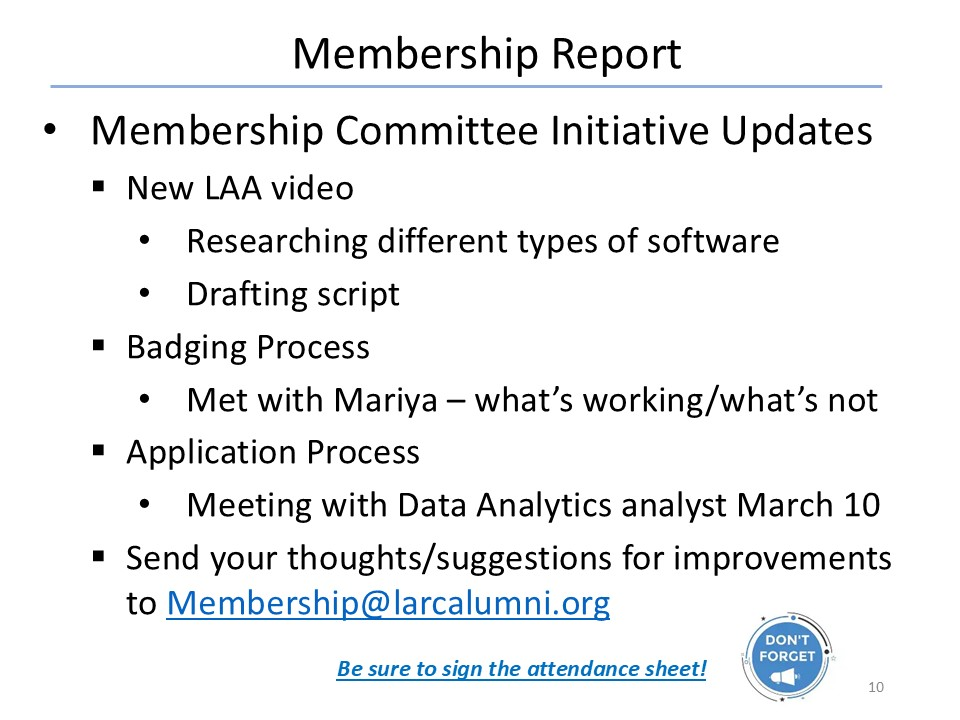 Membership Report
• Membership Committee Initiative Updates
▪ New LAA video
• Researching different types of software
• Drafting script
▪ Badging Process
• Met with Mariya – what’s working/what’s not
▪ Application Process
• Meeting with Data Analytics analyst March 10
▪ Send your thoughts/suggestions for improvements
to Membership@larcalumni.org
DON'T
FORGET
Be sure to sign the attendance sheet!
10